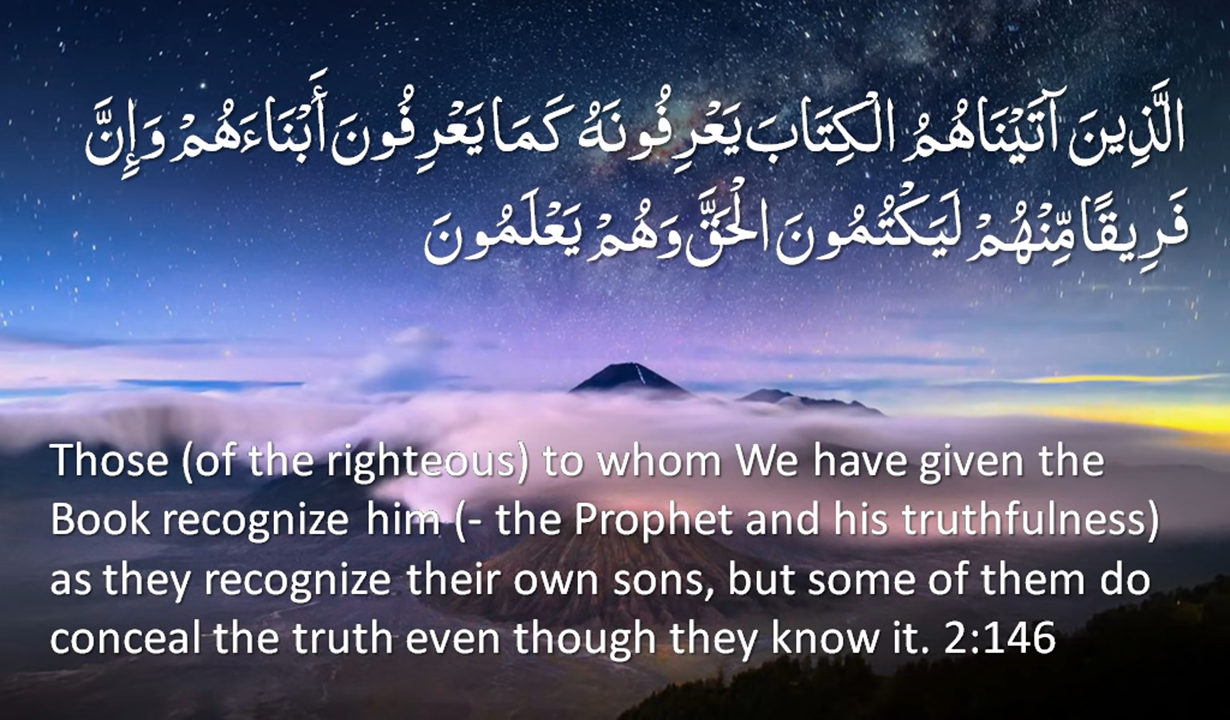 الَّذِينَ آتَيْنَاهُمُ الْكِتَابَ يَعْرِفُونَهُ كَمَا يَعْرِفُونَ أَبْنَاءَهُمْ وَإِنَّ
فَرِيقًا مِّنْهُمْ لَيَكْتُمُونَ الْحَقَّ وَهُمْ يَعْلَمُونَ
Those (of the righteous) to whom We have given the
Book recognize him (- the Prophet and his truthfulness)
as they recognize their own sons, but some of them do
conceal the truth even though they know it. 2:146